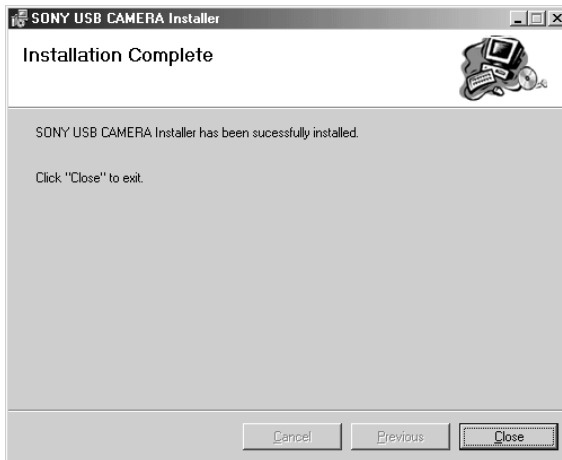 SONY USB CAMERA Installer
Installation Complete
SONY USB CAMERA Installer has been sucessfully installed.
Click "Close" to exit.
Cancel Previous Close